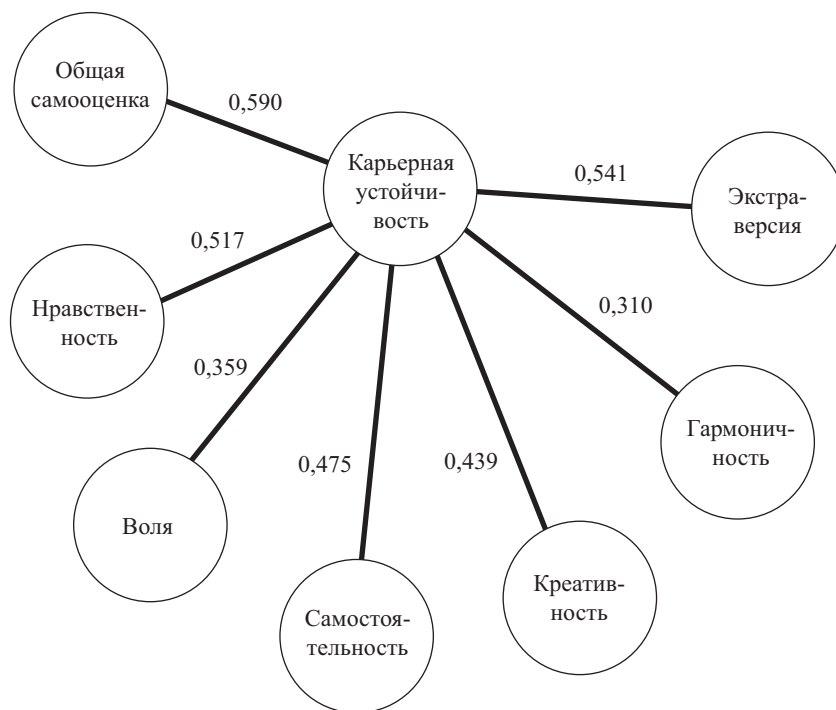 Общая
самооценка
0,590
Карьерная
устойчи-
вость
0,541
Экстра-
версия
0,517
Нравствен-
ность
0,310
0,359
Гармонич-
ность
0,475
0,439
Воля
Креатив-
ность
Самостоя-
тельность